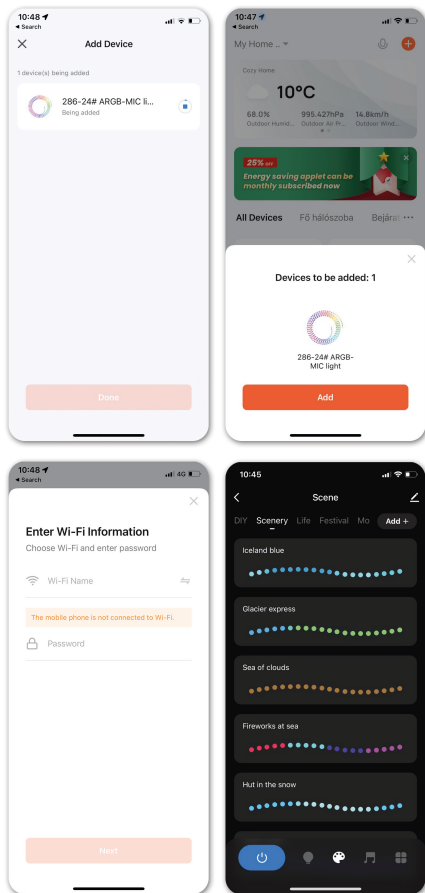 10:48
◀ Search
Add Device
1 device(s) being added
286-24# ARGB-MIC li...
Being added
Done
10:47
◀ Search
My Home ..
Cozy Home
10°C
68.0%
995.427hPa
14.8km/h
Outdoor Humid...
Outdoor Air Pr...
Outdoor Wind...
25% OFF
Energy saving applet can be
monthly subscribed now
All Devices
Fő hálószoba
Bejárat
Devices to be added: 1
286-24# ARGB-
MIC light
Add
10:48
◀ Search
4G
Enter Wi-Fi Information
Choose Wi-Fi and enter password
Wi-Fi Name
The mobile phone is not connected to Wi-Fi.
Password
Next
10:45
Scene
DIY Scenery Life Festival Mo Add +
Iceland blue
Glacier express
Sea of clouds
Fireworks at sea
Hut in the snow